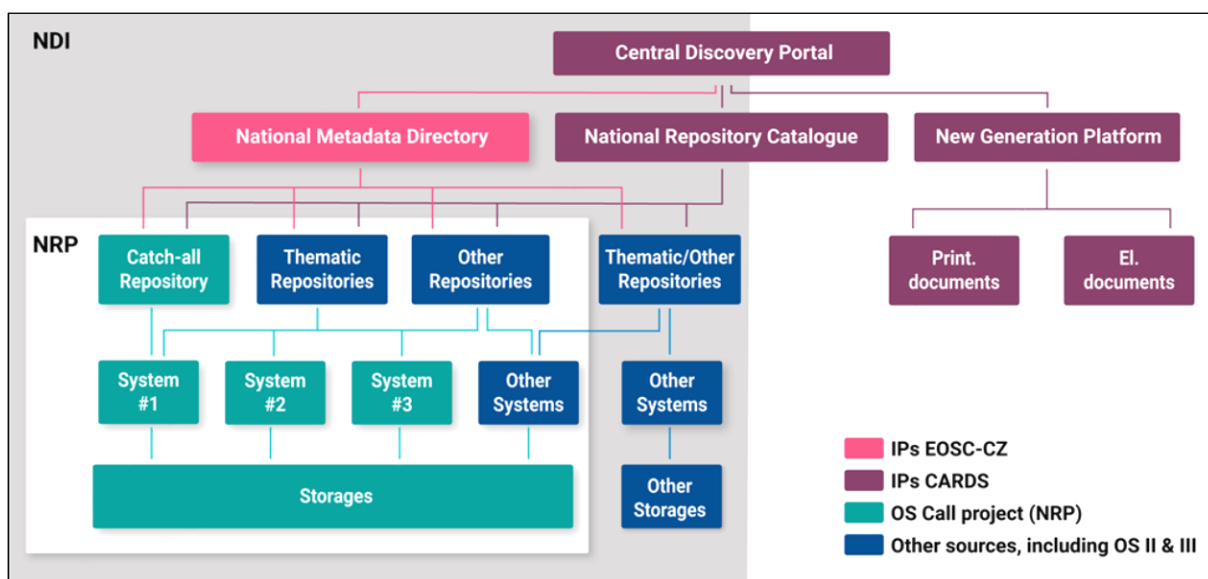 NDI
Central Discovery Portal
National Metadata Directory
National Repository Catalogue
New Generation Platform
NRP
Catch-all
Repository
Thematic
Repositories
Other
Repositories
Thematic/Other
Repositories
Print.
documents
El.
documents
System
#1
System
#2
System
#3
Other
Systems
Other
Systems
Storages
Other
Storages
IPs EOSC-CZ
IPs CARDS
OS Call project (NRP)
Other sources, including OS II & III